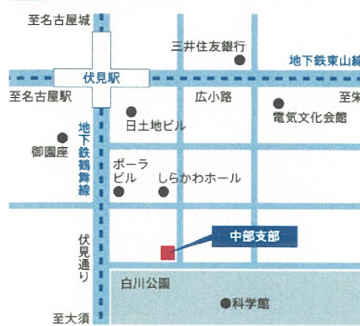 至名古屋城
三井住友銀行
地下鉄東山線
伏見駅
至名古屋駅
広小路
至栄
日土地ビル
電気文化会館
御園座
地下鉄鶴舞線
ポーラ
ビル
しらかわホール
中部支部
伏見通り
白川公園
科学館
至大須